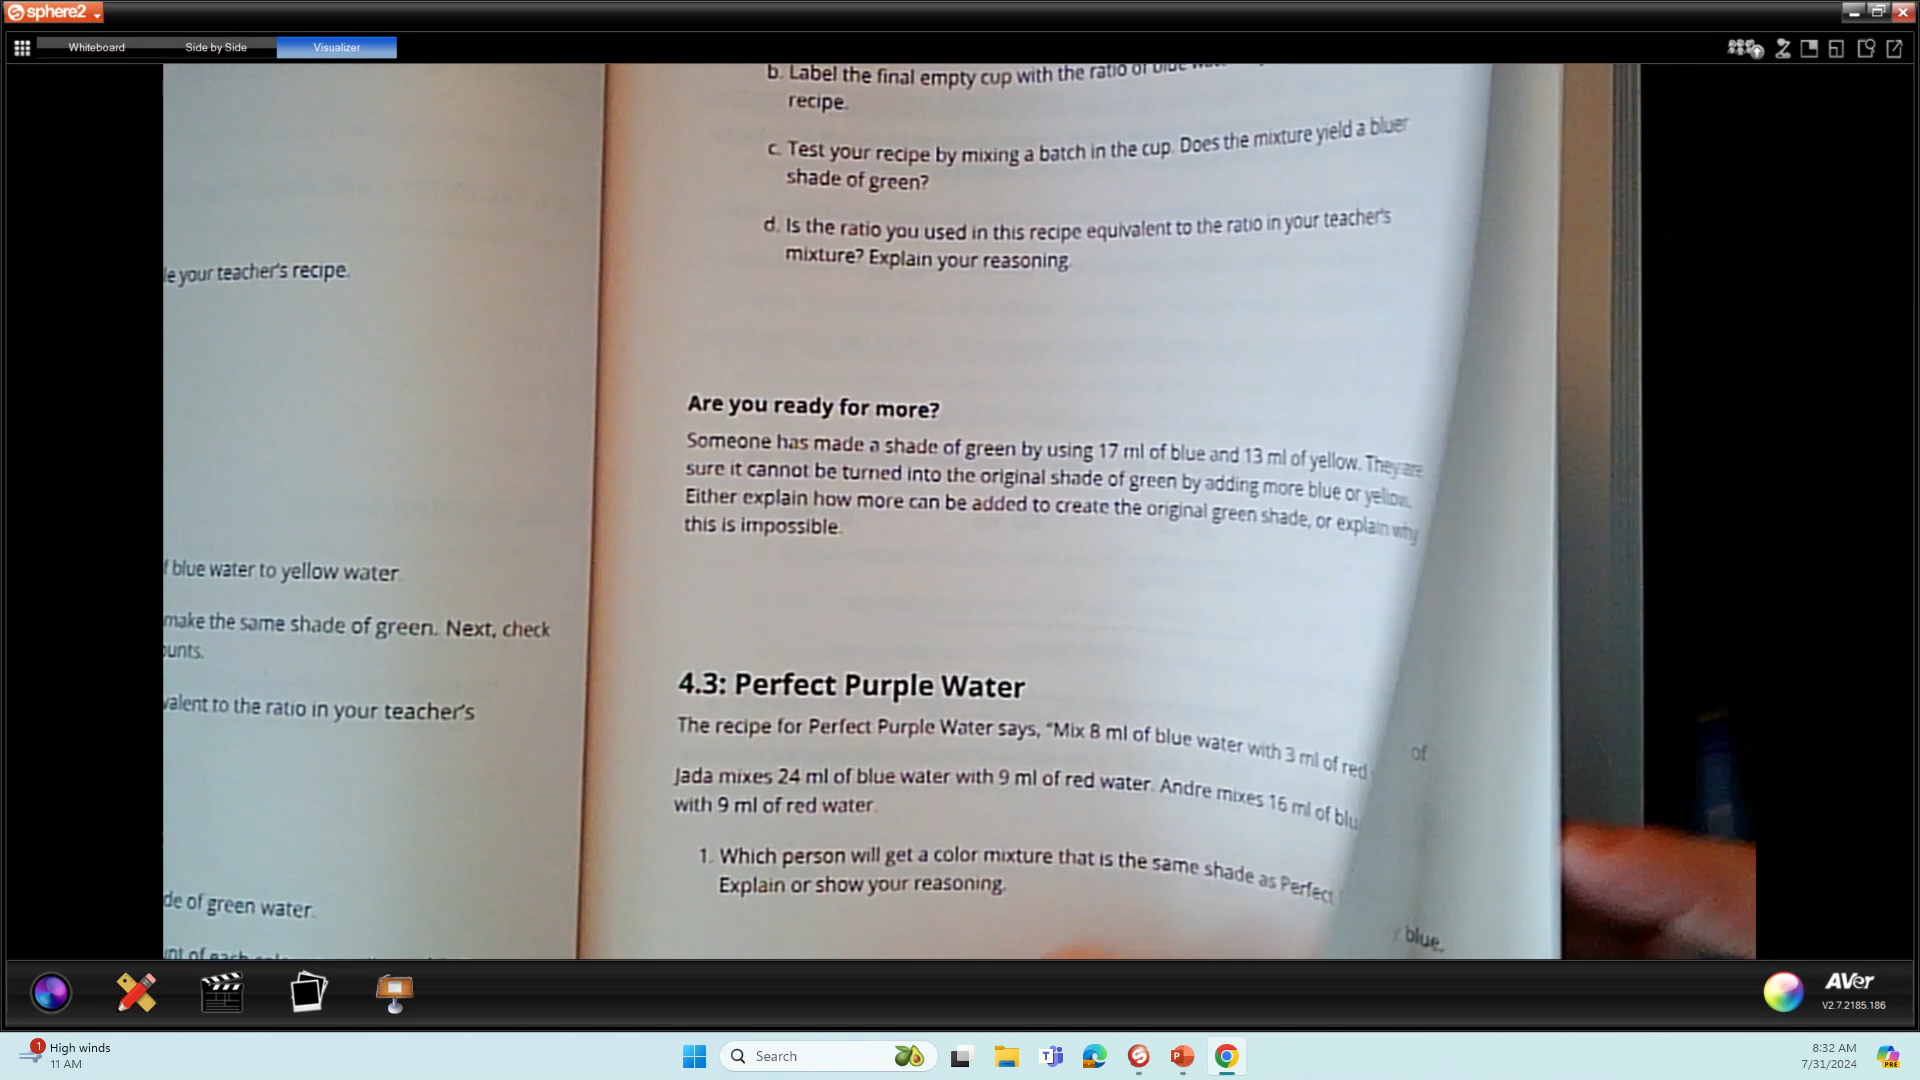 sphere2
Whiteboard
Side by Side
Visualizer
b. Label the final empty cup with the ratio of blue
recipe.
c. Test your recipe by mixing a batch in the cup. Does the mixture yield a bluer
shade of green?
d. Is the ratio you used in this recipe equivalent to the ratio in your teacher's
mixture? Explain your reasoning.
le your teacher's recipe.
Are you ready for more?
Someone has made a shade of green by using 17 ml of blue and 13 ml of yellow. They are
sure it cannot be turned into the original shade of green by adding more blue or yellow.
Either explain how more can be added to create the original green shade, or explain why
this is impossible.
f blue water to yellow water.
make the same shade of green. Next, check
ounts.
valent to the ratio in your teacher's
4.3: Perfect Purple Water
The recipe for Perfect Purple Water says, “Mix 8 ml of blue water with 3 ml of red
of
Jada mixes 24 ml of blue water with 9 ml of red water. Andre mixes 16 ml of blu
with 9 ml of red water.
1. Which person will get a color mixture that is the same shade as Perfect
Explain or show your reasoning.
de of green water.
y blue,
AVer
V2.7.2185.186
1
High winds
11 AM
Search
8:32 AM
7/31/2024
PRE